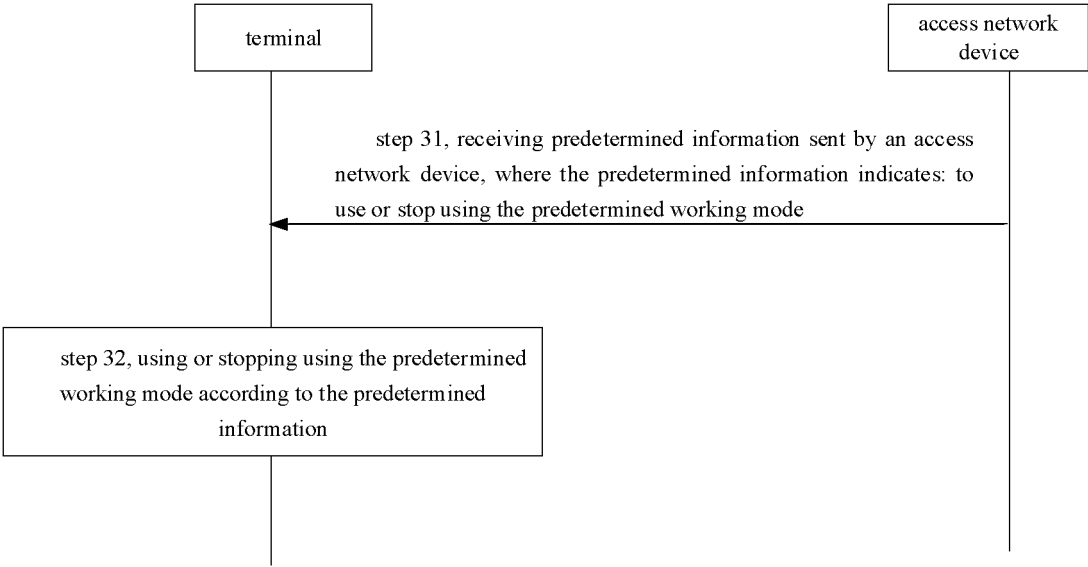 terminal
access network
device
step 31, receiving predetermined information sent by an access
network device, where the predetermined information indicates: to
use or stop using the predetermined working mode
step 32, using or stopping using the predetermined
working mode according to the predetermined
information